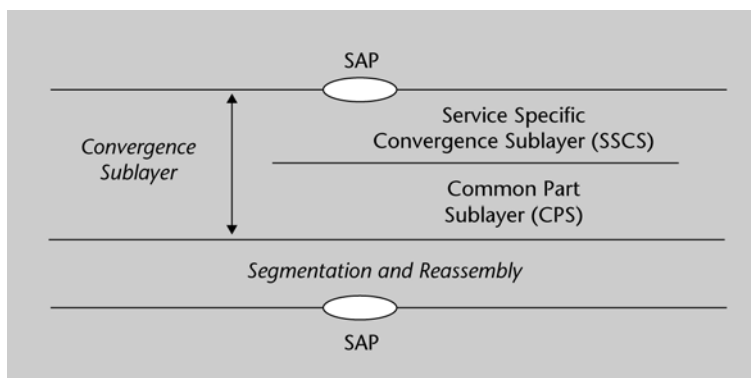 SAP
Service Specific
Convergence Sublayer (SSCS)
Convergence
Sublayer
Common Part
Sublayer (CPS)
Segmentation and Reassembly
SAP